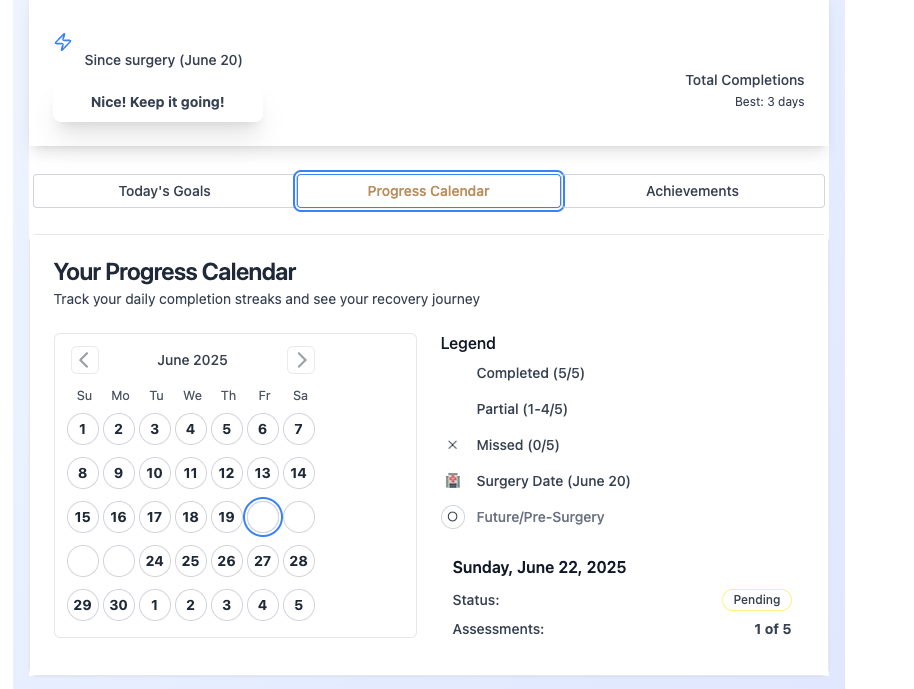 Since surgery (June 20)
Nice! Keep it going!
Total Completions
Best: 3 days
Today's Goals
Progress Calendar
Achievements
Your Progress Calendar
Track your daily completion streaks and see your recovery journey
June 2025
Su Mo Tu We Th Fr Sa
1 2 3 4 5 6 7
8 9 10 11 12 13 14
15 16 17 18 19
24 25 26 27 28
29 30 1 2 3 4 5
Legend
Completed (5/5)
Partial (1-4/5)
Missed (0/5)
Surgery Date (June 20)
Future/Pre-Surgery
Sunday, June 22, 2025
Status: Pending
Assessments: 1 of 5